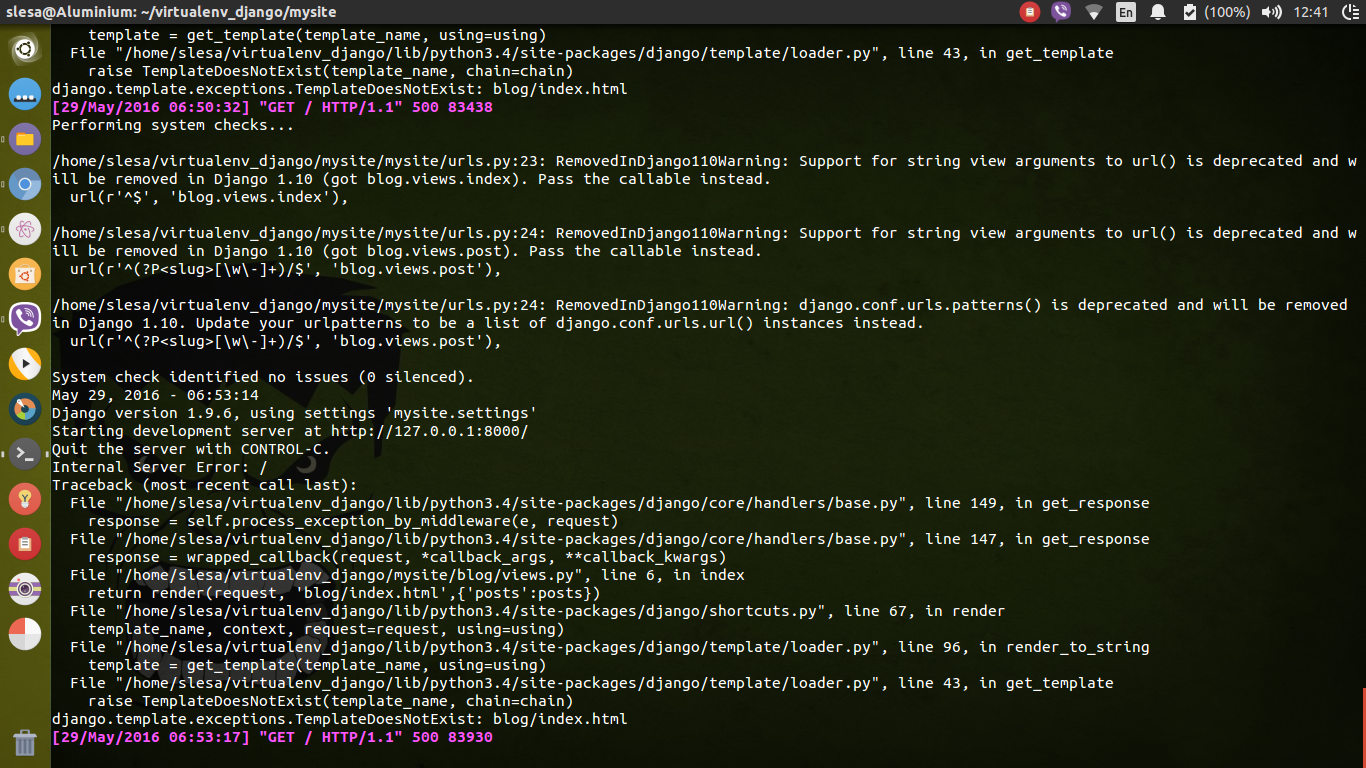 slesa@Aluminium: ~/virtualenv_django/mysite
En
(100%)
12:41
    template = get_template(template_name, using=using)
  File "/home/slesa/virtualenv_django/lib/python3.4/site-packages/django/template/loader.py", line 43, in get_template
    raise TemplateDoesNotExist(template_name, chain=chain)
django.template.exceptions.TemplateDoesNotExist: blog/index.html
[29/May/2016 06:50:32] "GET / HTTP/1.1" 500 83438
Performing system checks...
/home/slesa/virtualenv_django/mysite/mysite/urls.py:23: RemovedInDjango110Warning: Support for string view arguments to url() is deprecated and w
ill be removed in Django 1.10 (got blog.views.index). Pass the callable instead.
  url(r'^$', 'blog.views.index'),
/home/slesa/virtualenv_django/mysite/mysite/urls.py:24: RemovedInDjango110Warning: Support for string view arguments to url() is deprecated and w
ill be removed in Django 1.10 (got blog.views.post). Pass the callable instead.
  url(r'^(?P<slug>[\w\-]+)/$', 'blog.views.post'),
/home/slesa/virtualenv_django/mysite/mysite/urls.py:24: RemovedInDjango110Warning: django.conf.urls.patterns() is deprecated and will be removed
in Django 1.10. Update your urlpatterns to be a list of django.conf.urls.url() instances instead.
  url(r'^(?P<slug>[\w\-]+)/$', 'blog.views.post'),
System check identified no issues (0 silenced).
May 29, 2016 - 06:53:14
Django version 1.9.6, using settings 'mysite.settings'
Starting development server at http://127.0.0.1:8000/
Quit the server with CONTROL-C.
Internal Server Error: /
Traceback (most recent call last):
  File "/home/slesa/virtualenv_django/lib/python3.4/site-packages/django/core/handlers/base.py", line 149, in get_response
    response = self.process_exception_by_middleware(e, request)
  File "/home/slesa/virtualenv_django/lib/python3.4/site-packages/django/core/handlers/base.py", line 147, in get_response
    response = wrapped_callback(request, *callback_args, **callback_kwargs)
  File "/home/slesa/virtualenv_django/mysite/blog/views.py", line 6, in index
    return render(request, 'blog/index.html',{'posts':posts})
  File "/home/slesa/virtualenv_django/lib/python3.4/site-packages/django/shortcuts.py", line 67, in render
    template_name, context, request=request, using=using)
  File "/home/slesa/virtualenv_django/lib/python3.4/site-packages/django/template/loader.py", line 96, in render_to_string
    template = get_template(template_name, using=using)
  File "/home/slesa/virtualenv_django/lib/python3.4/site-packages/django/template/loader.py", line 43, in get_template
    raise TemplateDoesNotExist(template_name, chain=chain)
django.template.exceptions.TemplateDoesNotExist: blog/index.html
[29/May/2016 06:53:17] "GET / HTTP/1.1" 500 83930